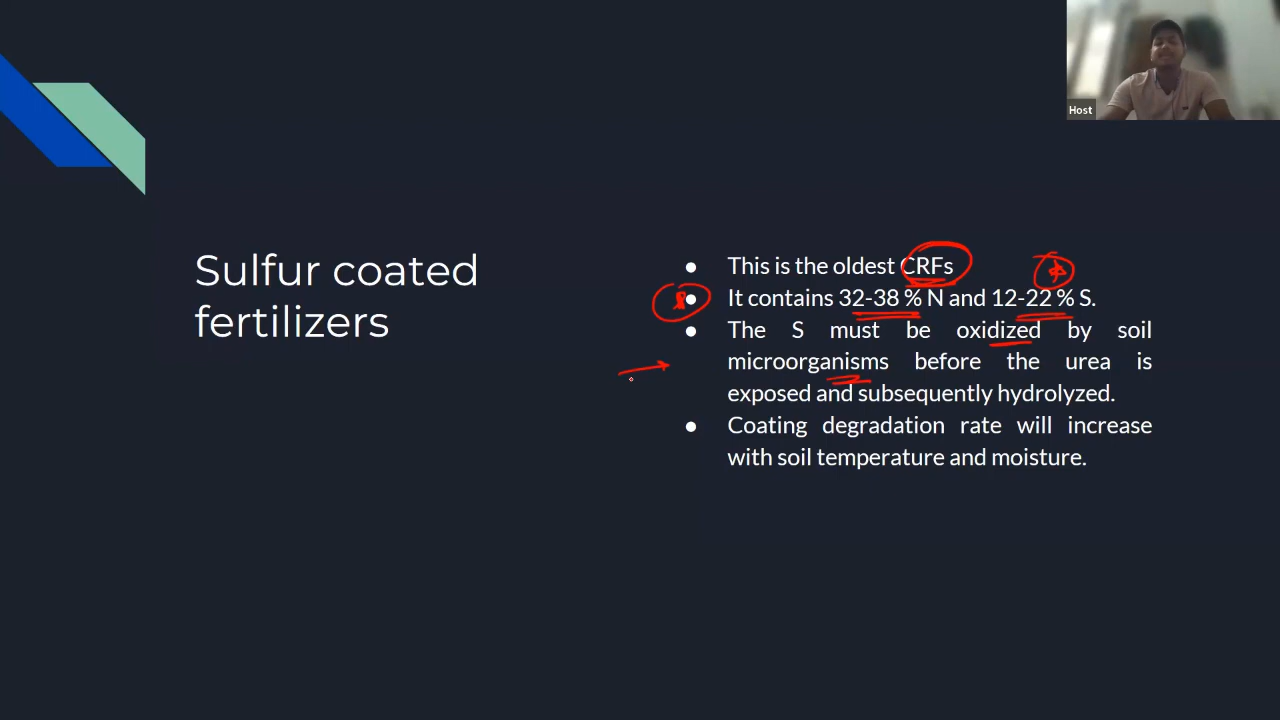 Host
Sulfur coated
fertilizers
● This is the oldest CRFs
● It contains 32-38 % N and 12-22 % S.
● The S must be oxidized by soil
microorganisms before the urea is
exposed and subsequently hydrolyzed.
● Coating degradation rate will increase
with soil temperature and moisture.